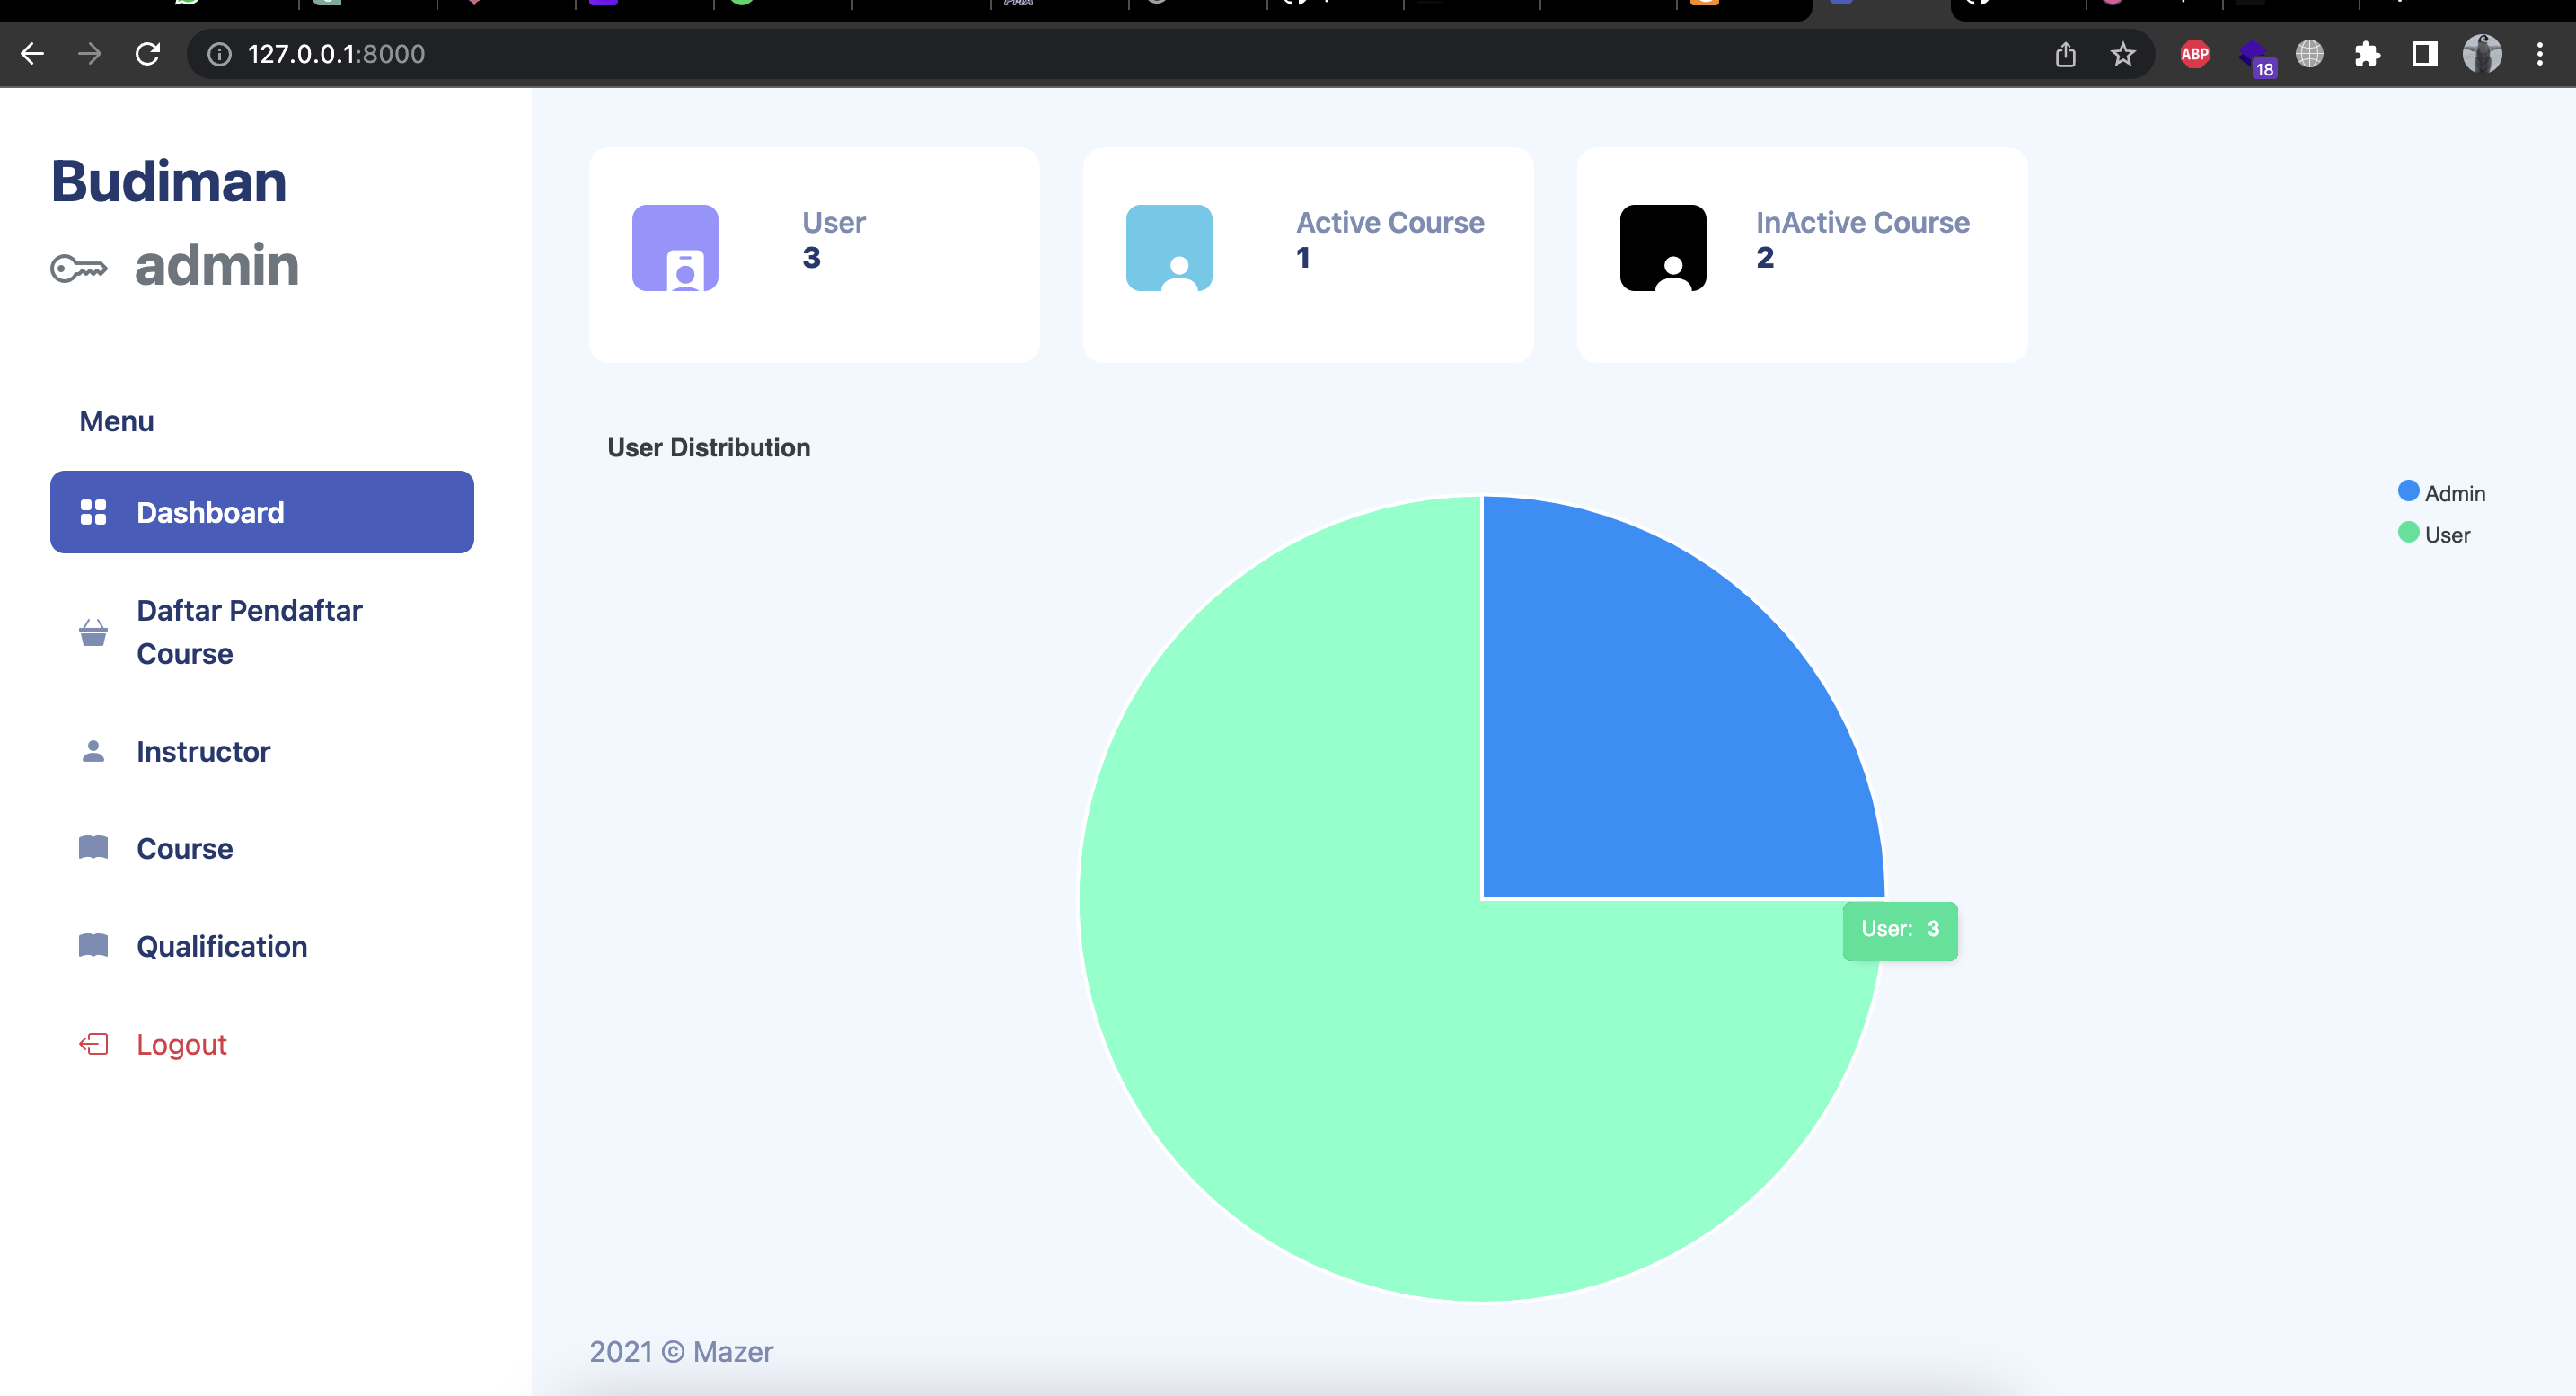 127.0.0.1:8000
ABP
18
Budiman
admin
Menu
Dashboard
Daftar Pendaftar
Course
Instructor
Course
Qualification
Logout
User
3
Active Course
1
InActive Course
2
User Distribution
Admin
User
User: 3
2021 © Mazer